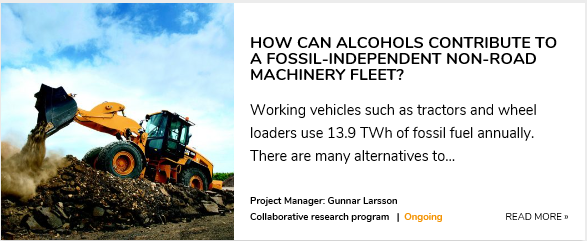 HOW CAN ALCOHOLS CONTRIBUTE TO
A FOSSIL-INDEPENDENT NON-ROAD
MACHINERY FLEET?
Working vehicles such as tractors and wheel
loaders use 13.9 TWh of fossil fuel annually.
There are many alternatives to...
Project Manager: Gunnar Larsson
Collaborative research program | Ongoing
READ MORE »